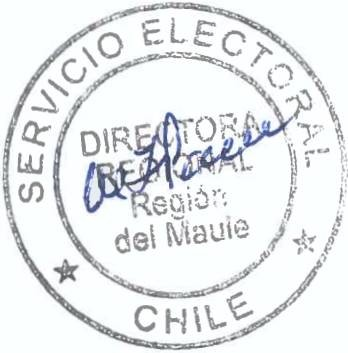 SERVICIO ELECTORAL
DIRECTORA
REGIONAL
Región
del Maule
CHILE